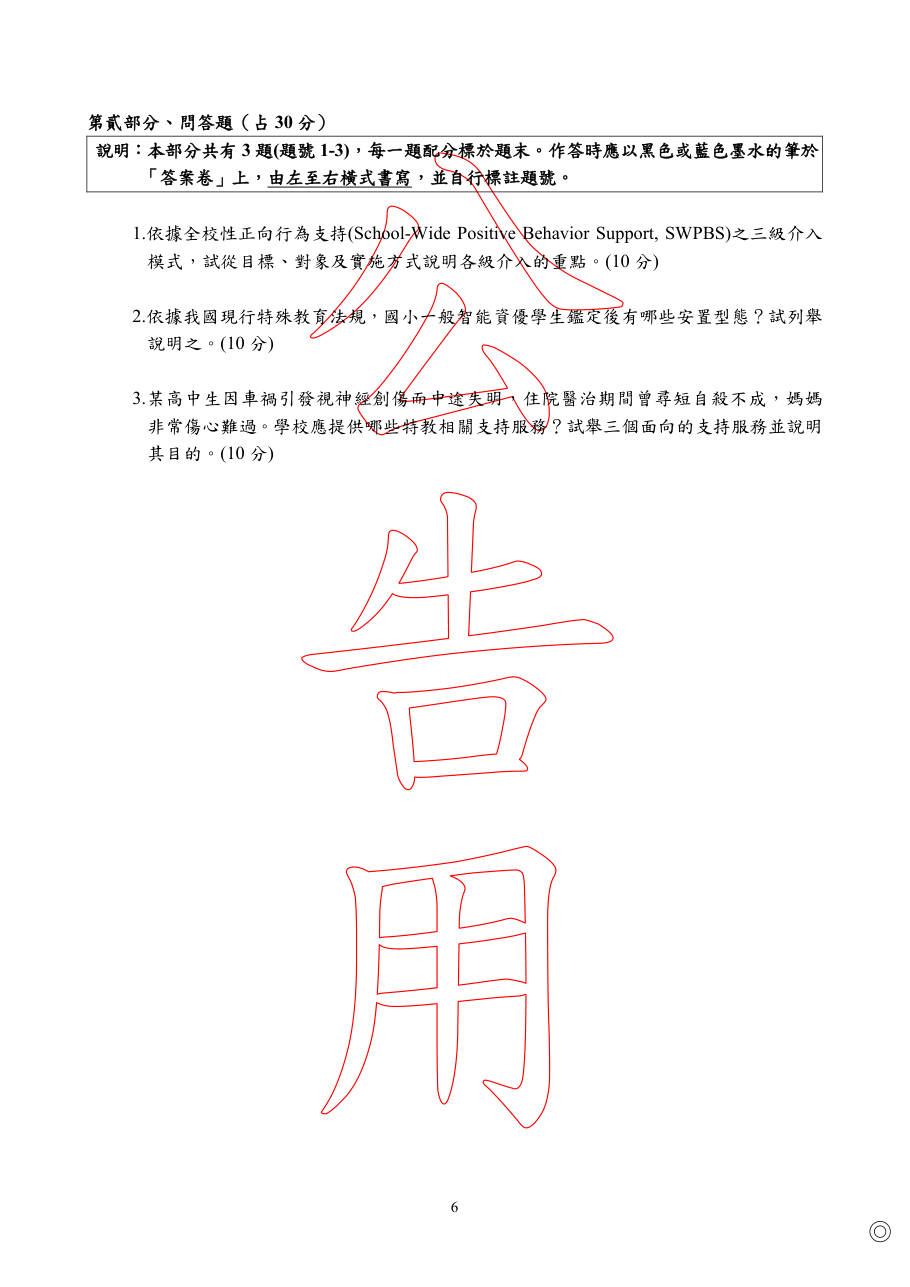 第貳部分、問答題（占 30 分）
說明：本部分共有 3 題(題號 1-3)，每一題配分標於題末。作答時應以黑色或藍色墨水的筆於
「答案卷」上，由左至右橫式書寫，並自行標註題號。
1.依據全校性正向行為支持(School-Wide Positive Behavior Support, SWPBS)之三級介入
模式，試從目標、對象及實施方式說明各級介入的重點。(10 分)
2.依據我國現行特殊教育法規，國小一般智能資優學生鑑定後有哪些安置型態？試列舉
說明之。(10 分)
3.某高中生因車禍引發視神經創傷而中途失明，住院醫治期間曾尋短自殺不成，媽媽
非常傷心難過。學校應提供哪些特教相關支持服務？試舉三個面向的支持服務並說明
其目的。(10 分)
公
告
用
6